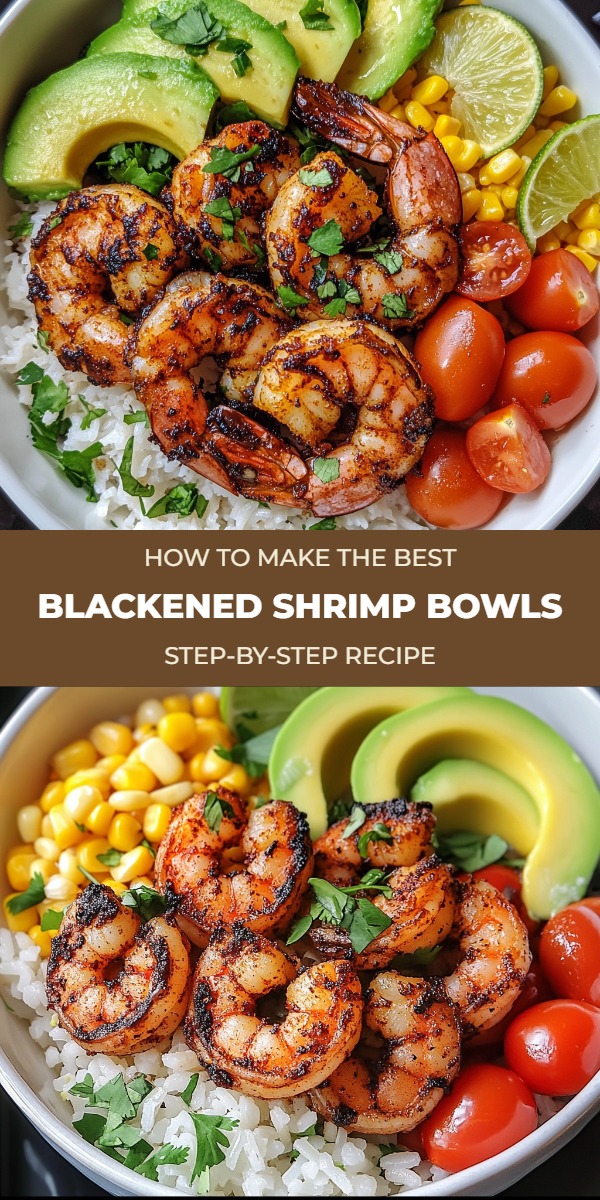 HOW TO MAKE THE BEST
BLACKENED SHRIMP BOWLS
STEP-BY-STEP RECIPE